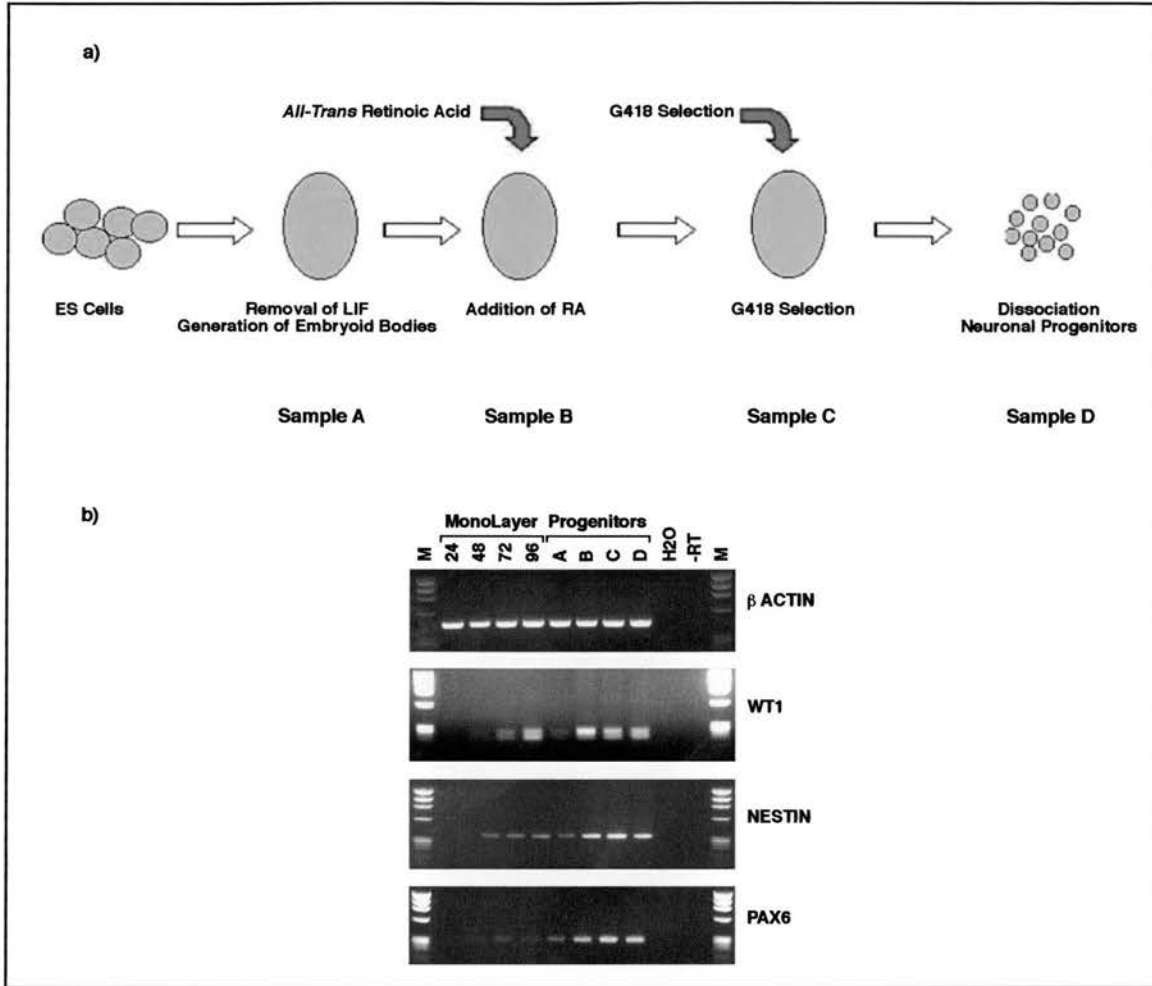 a)
All-Trans Retinoic Acid
G418 Selection
ES Cells
Removal of LIF
Generation of Embryoid Bodies
Addition of RA
G418 Selection
Dissociation
Neuronal Progenitors
Sample A
Sample B
Sample C
Sample D
b)
MonoLayer
Progenitors
M 24 48 72 96 A B C D H2O -RT M
β ACTIN
WT1
NESTIN
PAX6